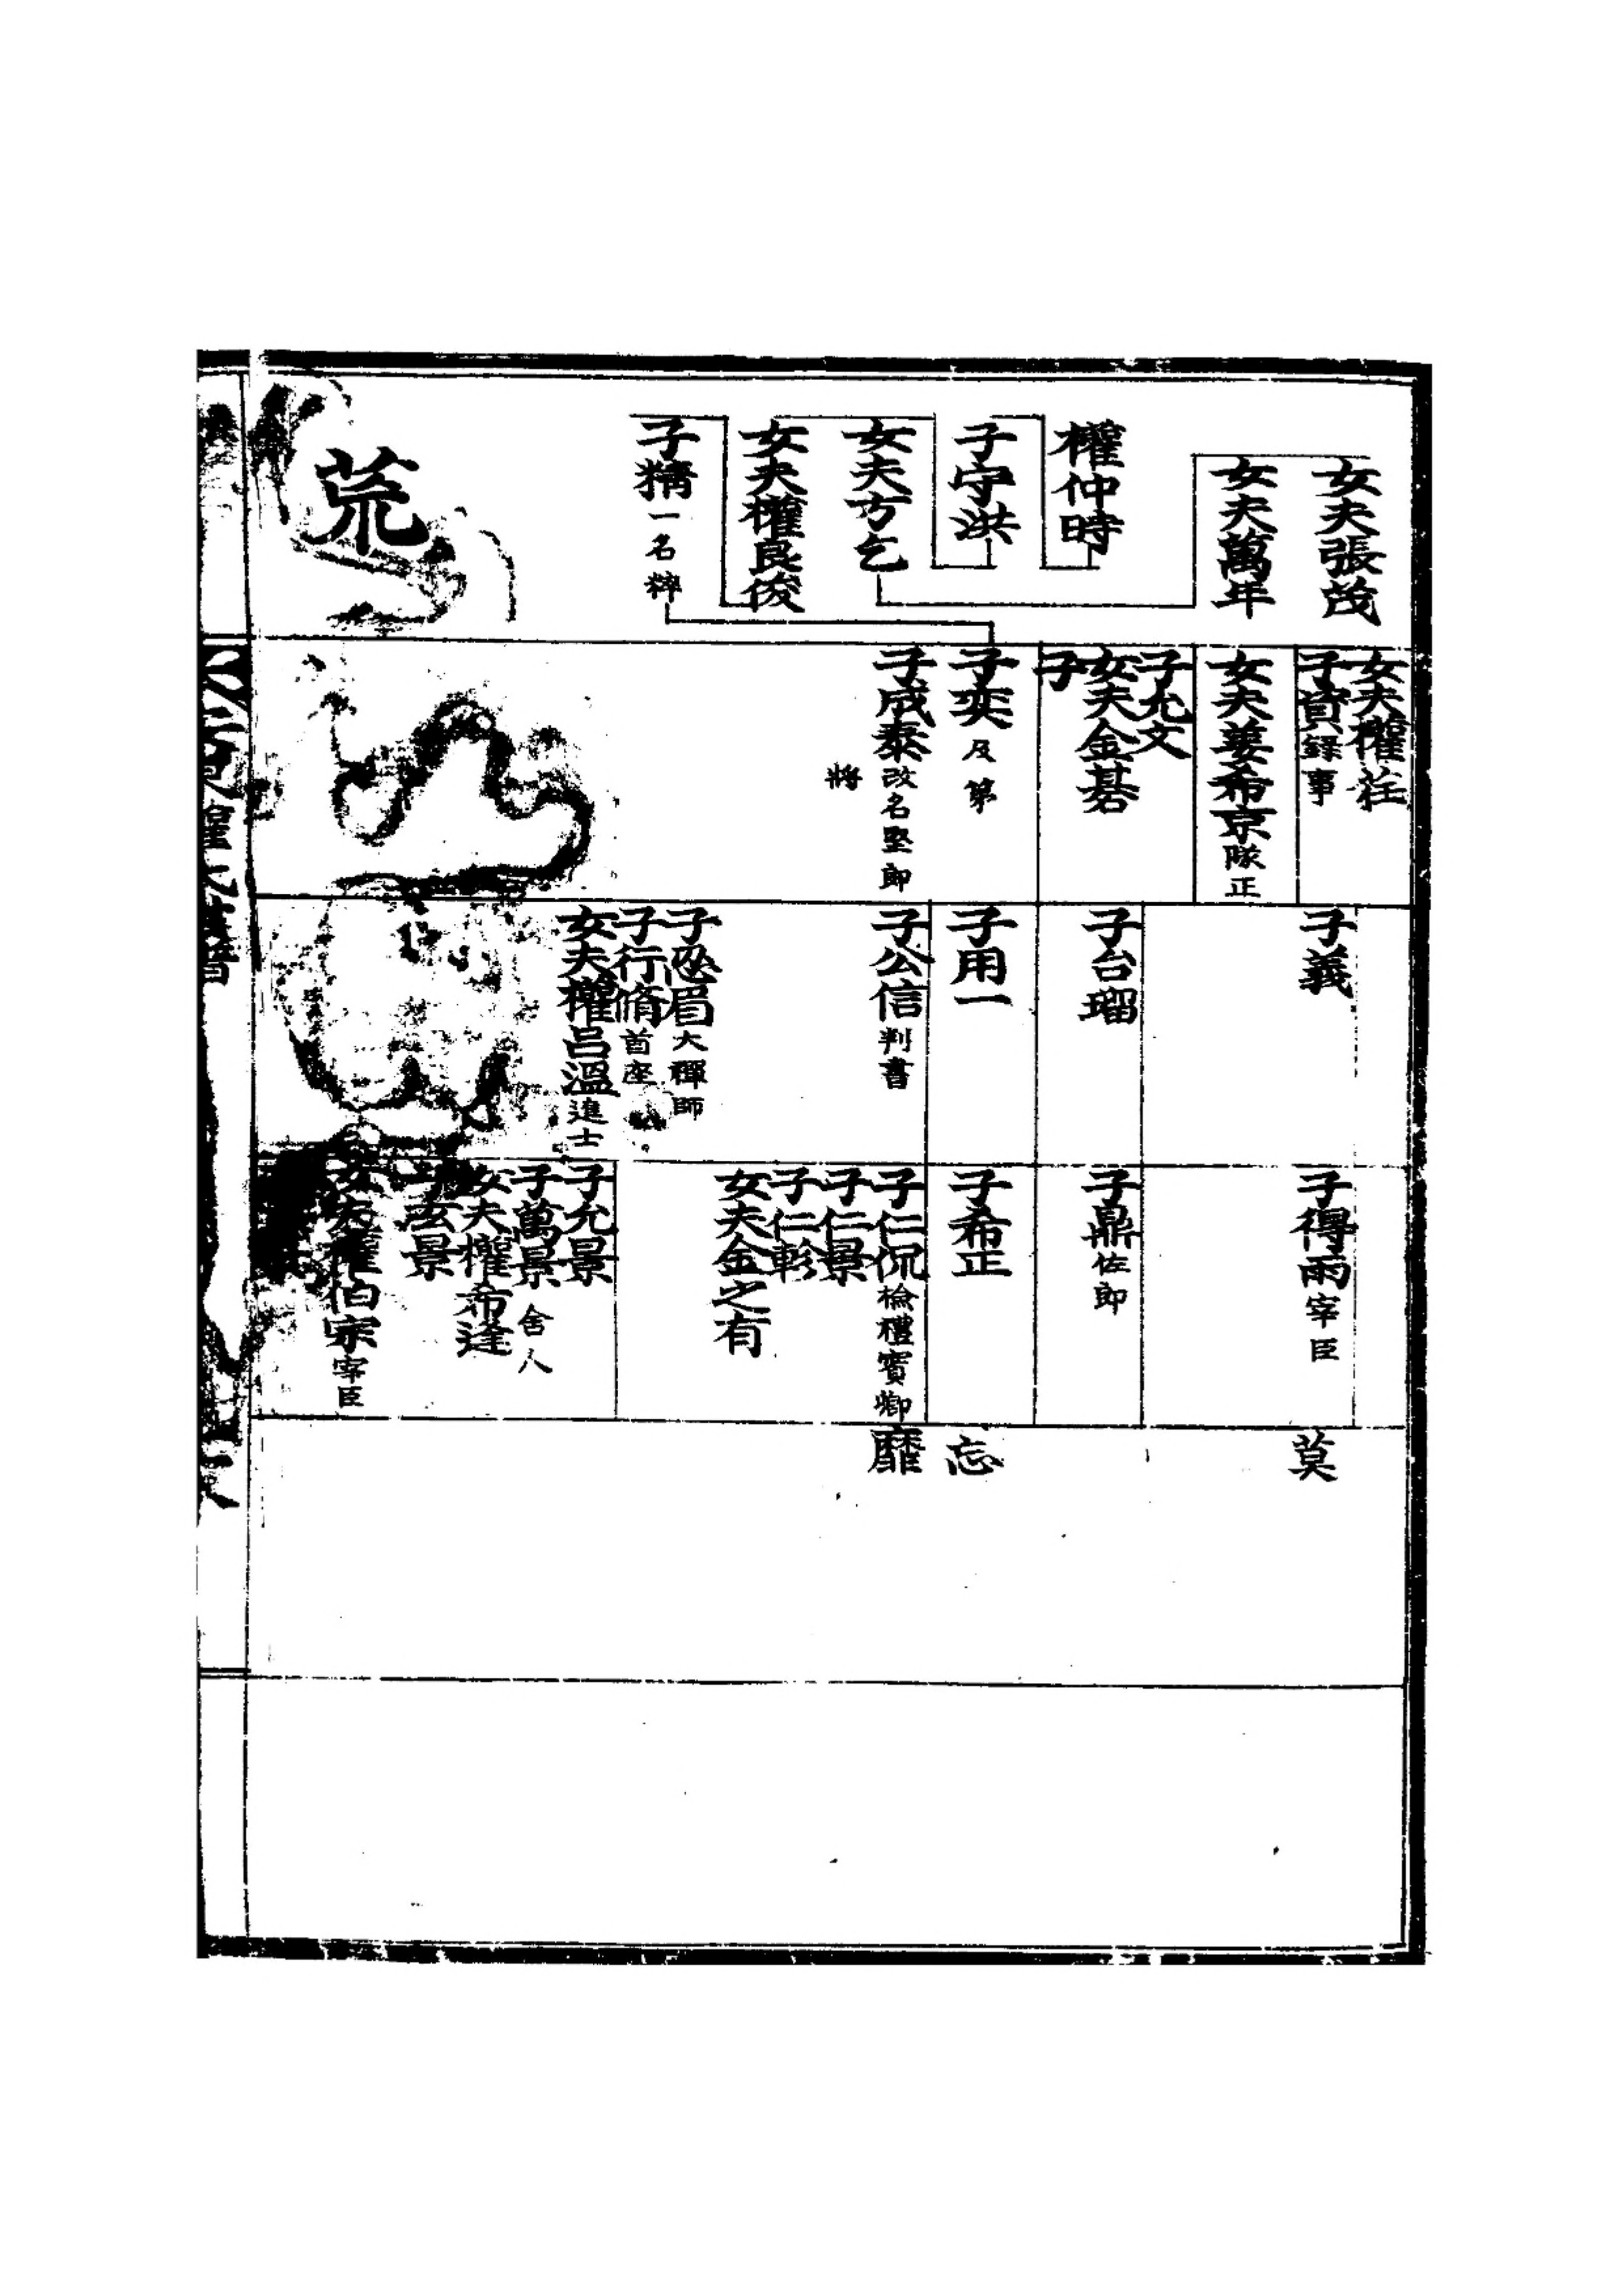 女夫張茂
女夫萬年
權仲時
子守洪
女夫方乞
女夫權良俊
子精一名粹
荒
女夫權茳
子資錄事
女夫姜希京隊正
子允文
女夫金碁
子
子奕及第
子成泰改名堅郎
將
子義
子台瑠
子用一
子公信判書
子忍眉大禪師
子行脩首座
女夫權呂溫進士
子得雨宰臣
子鼎佐郎
子希正
子仁侃檢禮賓卿
子仁景
子仁軫
女夫金之有
子允景
子萬景舍人
女夫權希逢
子玄景
女夫權伯宗宰臣
莫
忘
靡